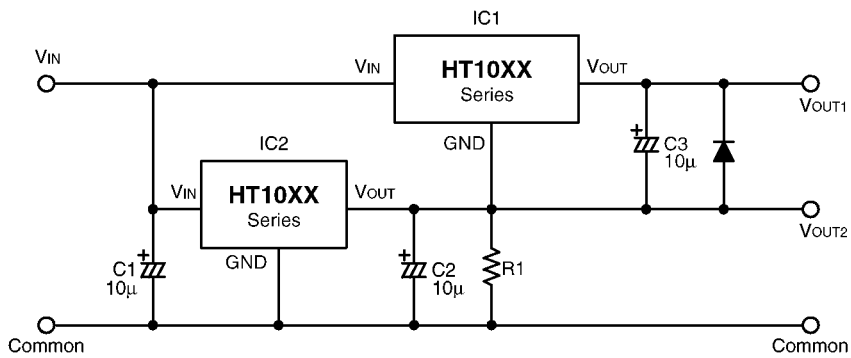 IC1
VIN
VIN
HT10XX
Series
VOUT
VOUT1
GND
C3
10μ
IC2
VIN
HT10XX
Series
VOUT
VOUT2
GND
C1
10μ
C2
10μ
R1
Common
Common